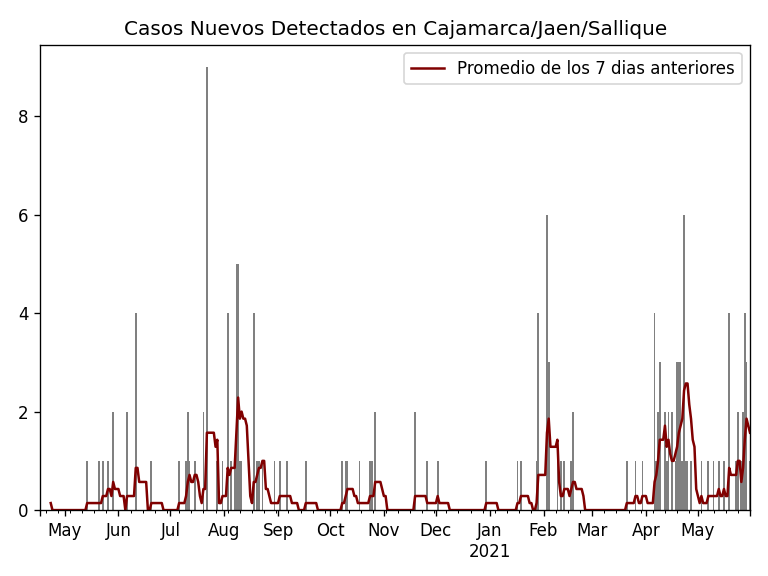 Casos Nuevos Detectados en Cajamarca/Jaen/Sallique
Promedio de los 7 dias anteriores
8
6
4
2
0
May Jun Jul Aug Sep Oct Nov Dec Jan Feb Mar Apr May
2021